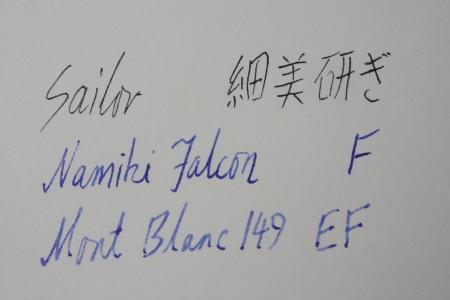 Sailor 細美研ぎ
Namiki Falcon F
Mont Blanc 149 EF